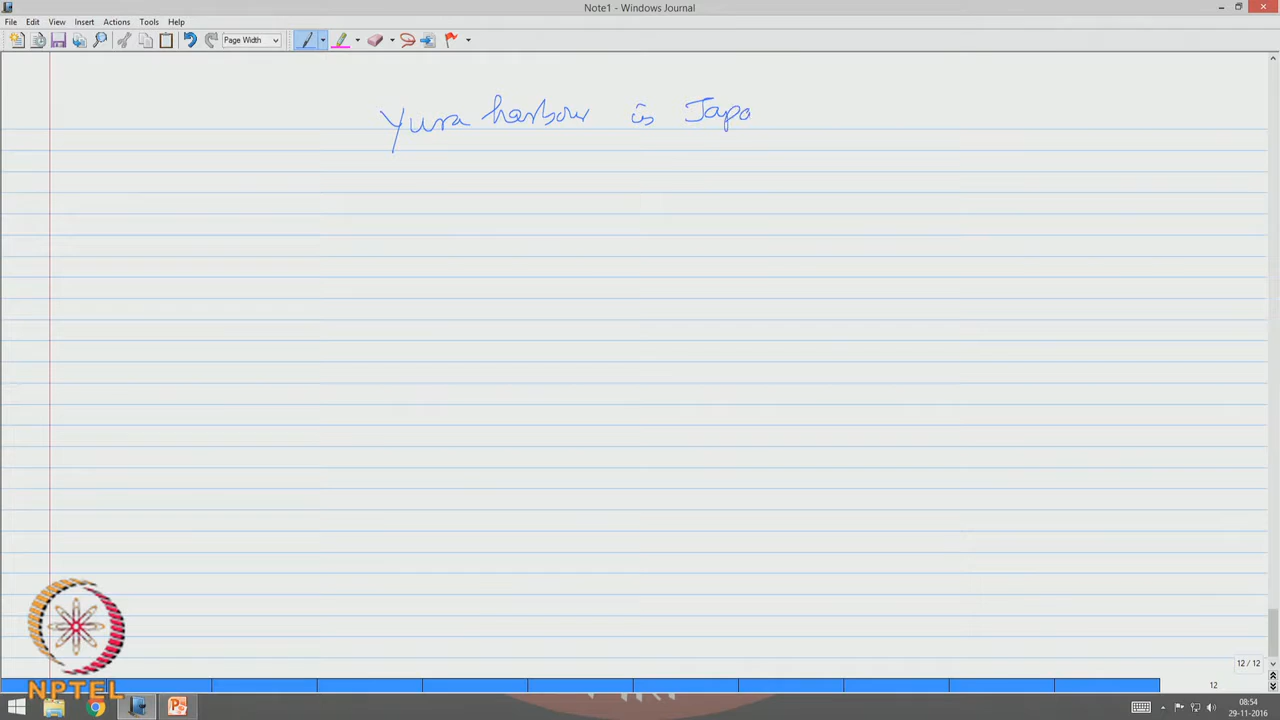 Note1 - Windows Journal
File Edit View Insert Actions Tools Help
Page Width
Yura harbour is Japa
12 / 12
12
NPTEL
08:54
29-11-2016